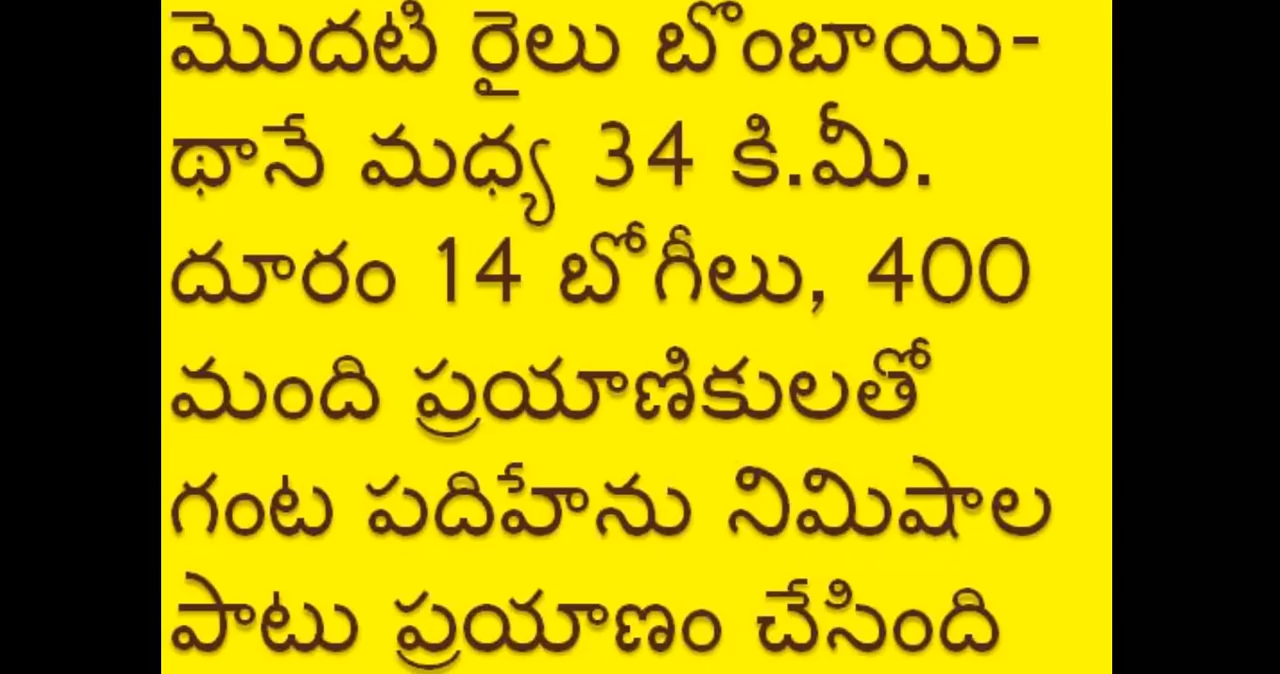 మొదటి రైలు బొంబాయి-
థానే మధ్య 34 కి.మీ.
దూరం 14 బోగీలు, 400
మంది ప్రయాణికులతో
గంట పదిహేను నిమిషాల
పాటు ప్రయాణం చేసింది